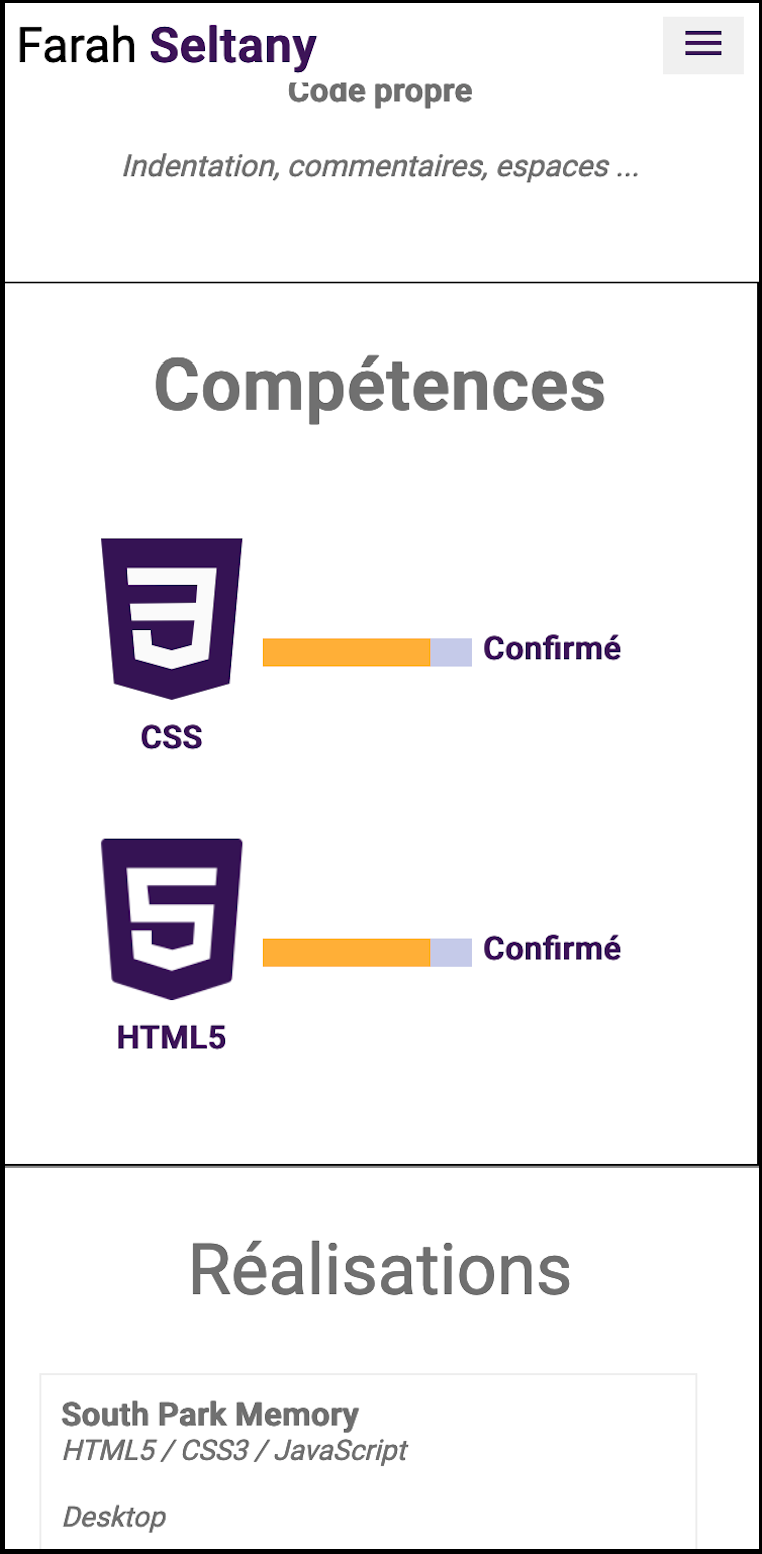 Farah Seltany
Code propre
Indentation, commentaires, espaces ...
Compétences
Confirmé
CSS
Confirmé
HTML5
Réalisations
South Park Memory
HTML5 / CSS3 / JavaScript
Desktop